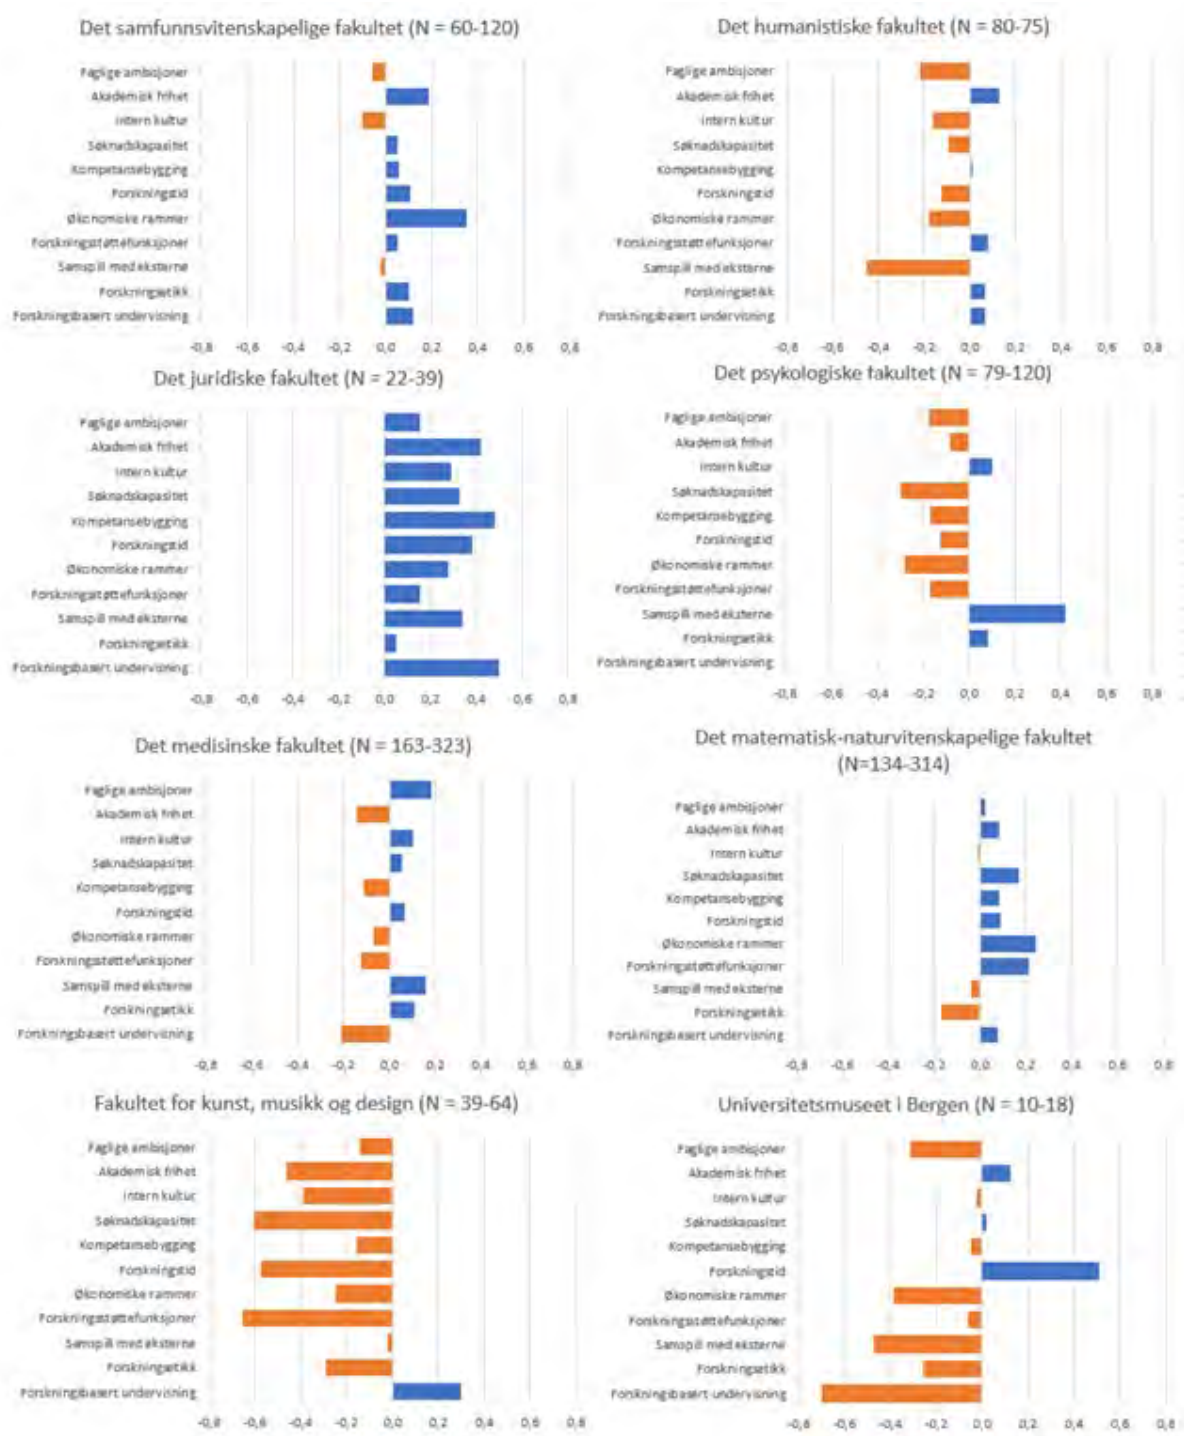 Det samfunnsvitenskapelige fakultet (N = 60-120)
Faglige ambisjoner
Akademisk frihet
Intern kultur
Søknadskapasitet
Kompetansebygging
Forskningstid
Økonomiske rammer
Forskningsstøttefunksjoner
Samspill med eksterne
Forskningsetikk
Forskningsbasert undervisning
-0,8 -0,6 -0,4 -0,2 0,0 0,2 0,4 0,6 0,8
Det humanistiske fakultet (N = 80-75)
Faglige ambisjoner
Akademisk frihet
Intern kultur
Søknadskapasitet
Kompetansebygging
Forskningstid
Økonomiske rammer
Forskningsstøttefunksjoner
Samspill med eksterne
Forskningsetikk
Forskningsbasert undervisning
-0,8 -0,6 -0,4 -0,2 0,0 0,2 0,4 0,6 0,8
Det juridiske fakultet (N = 22-39)
Faglige ambisjoner
Akademisk frihet
Intern kultur
Søknadskapasitet
Kompetansebygging
Forskningstid
Økonomiske rammer
Forskningsstøttefunksjoner
Samspill med eksterne
Forskningsetikk
Forskningsbasert undervisning
-0,8 -0,6 -0,4 -0,2 0,0 0,2 0,4 0,6 0,8
Det psykologiske fakultet (N = 79-120)
Faglige ambisjoner
Akademisk frihet
Intern kultur
Søknadskapasitet
Kompetansebygging
Forskningstid
Økonomiske rammer
Forskningsstøttefunksjoner
Samspill med eksterne
Forskningsetikk
Forskningsbasert undervisning
-0,8 -0,6 -0,4 -0,2 0,0 0,2 0,4 0,6 0,8
Det medisinske fakultet (N = 163-323)
Faglige ambisjoner
Akademisk frihet
Intern kultur
Søknadskapasitet
Kompetansebygging
Forskningstid
Økonomiske rammer
Forskningsstøttefunksjoner
Samspill med eksterne
Forskningsetikk
Forskningsbasert undervisning
-0,8 -0,6 -0,4 -0,2 0,0 0,2 0,4 0,6 0,8
Det matematisk-naturvitenskapelige fakultet
(N=134-314)
Faglige ambisjoner
Akademisk frihet
Intern kultur
Søknadskapasitet
Kompetansebygging
Forskningstid
Økonomiske rammer
Forskningsstøttefunksjoner
Samspill med eksterne
Forskningsetikk
Forskningsbasert undervisning
-0,8 -0,6 -0,4 -0,2 0,0 0,2 0,4 0,6 0,8
Fakultet for kunst, musikk og design (N = 39-64)
Faglige ambisjoner
Akademisk frihet
Intern kultur
Søknadskapasitet
Kompetansebygging
Forskningstid
Økonomiske rammer
Forskningsstøttefunksjoner
Samspill med eksterne
Forskningsetikk
Forskningsbasert undervisning
-0,8 -0,6 -0,4 -0,2 0,0 0,2 0,4 0,6 0,8
Universitetsmuseet i Bergen (N = 10-18)
Faglige ambisjoner
Akademisk frihet
Intern kultur
Søknadskapasitet
Kompetansebygging
Forskningstid
Økonomiske rammer
Forskningsstøttefunksjoner
Samspill med eksterne
Forskningsetikk
Forskningsbasert undervisning
-0,8 -0,6 -0,4 -0,2 0,0 0,2 0,4 0,6 0,8